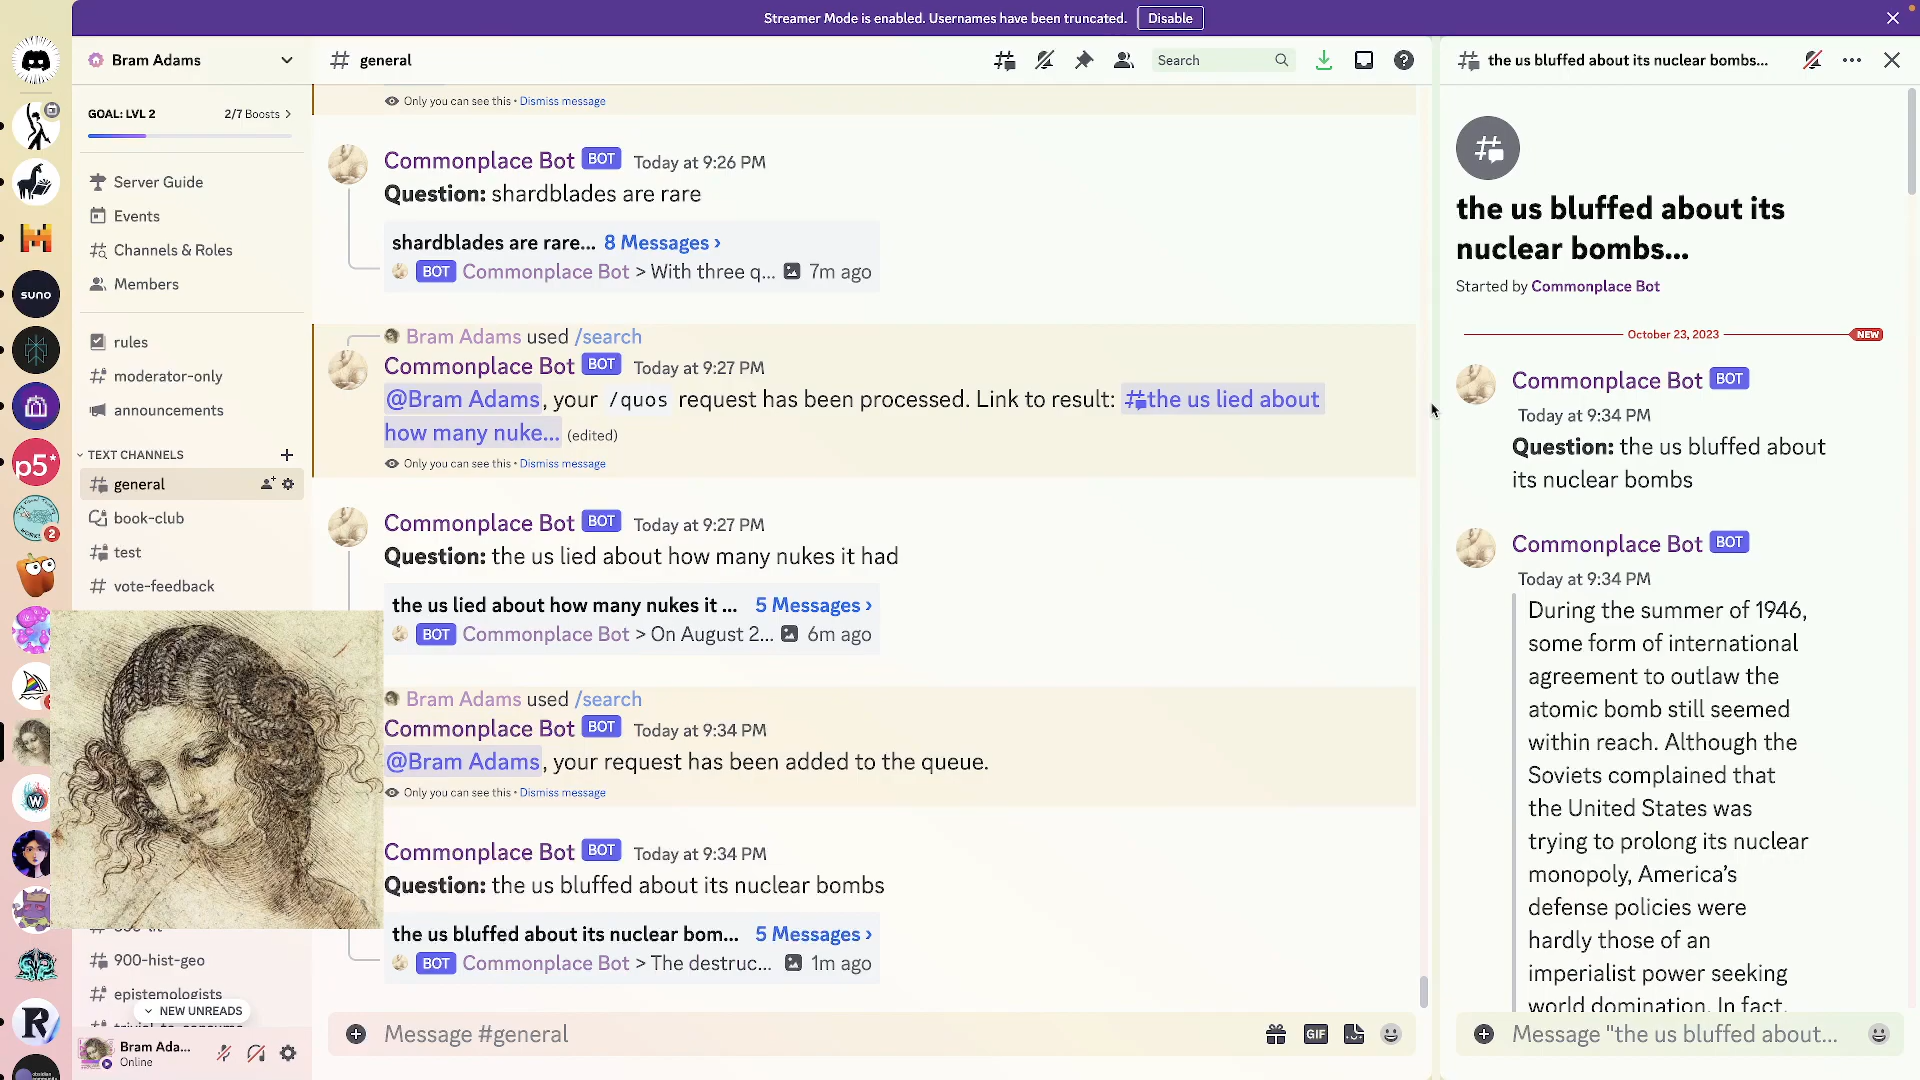 Streamer Mode is enabled. Usernames have been truncated. Disable
Bram Adams
GOAL: LVL 2 2/7 Boosts >
Server Guide
Events
Channels & Roles
Members
rules
moderator-only
announcements
TEXT CHANNELS
general
book-club
test
vote-feedback
900-hist-geo
epistemologists
NEW UNREADS
Bram Ada...
Online
suno
p5*
2
W
R
general
Search
Only you can see this • Dismiss message
Commonplace Bot BOT Today at 9:26 PM
Question: shardblades are rare
shardblades are rare... 8 Messages ›
BOT Commonplace Bot > With three q... 7m ago
Bram Adams used /search
Commonplace Bot BOT Today at 9:27 PM
@Bram Adams, your /quos request has been processed. Link to result: the us lied about
how many nuke... (edited)
Only you can see this • Dismiss message
Commonplace Bot BOT Today at 9:27 PM
Question: the us lied about how many nukes it had
the us lied about how many nukes it ... 5 Messages ›
BOT Commonplace Bot > On August 2... 6m ago
Bram Adams used /search
Commonplace Bot BOT Today at 9:34 PM
@Bram Adams, your request has been added to the queue.
Only you can see this • Dismiss message
Commonplace Bot BOT Today at 9:34 PM
Question: the us bluffed about its nuclear bombs
the us bluffed about its nuclear bom... 5 Messages ›
BOT Commonplace Bot > The destruc... 1m ago
Message #general
GIF
the us bluffed about its nuclear bombs...
the us bluffed about its
nuclear bombs...
Started by Commonplace Bot
October 23, 2023 NEW
Commonplace Bot BOT
Today at 9:34 PM
Question: the us bluffed about
its nuclear bombs
Commonplace Bot BOT
Today at 9:34 PM
During the summer of 1946,
some form of international
agreement to outlaw the
atomic bomb still seemed
within reach. Although the
Soviets complained that
the United States was
trying to prolong its nuclear
monopoly, America's
defense policies were
hardly those of an
imperialist power seeking
world domination. In fact,
Message "the us bluffed about...